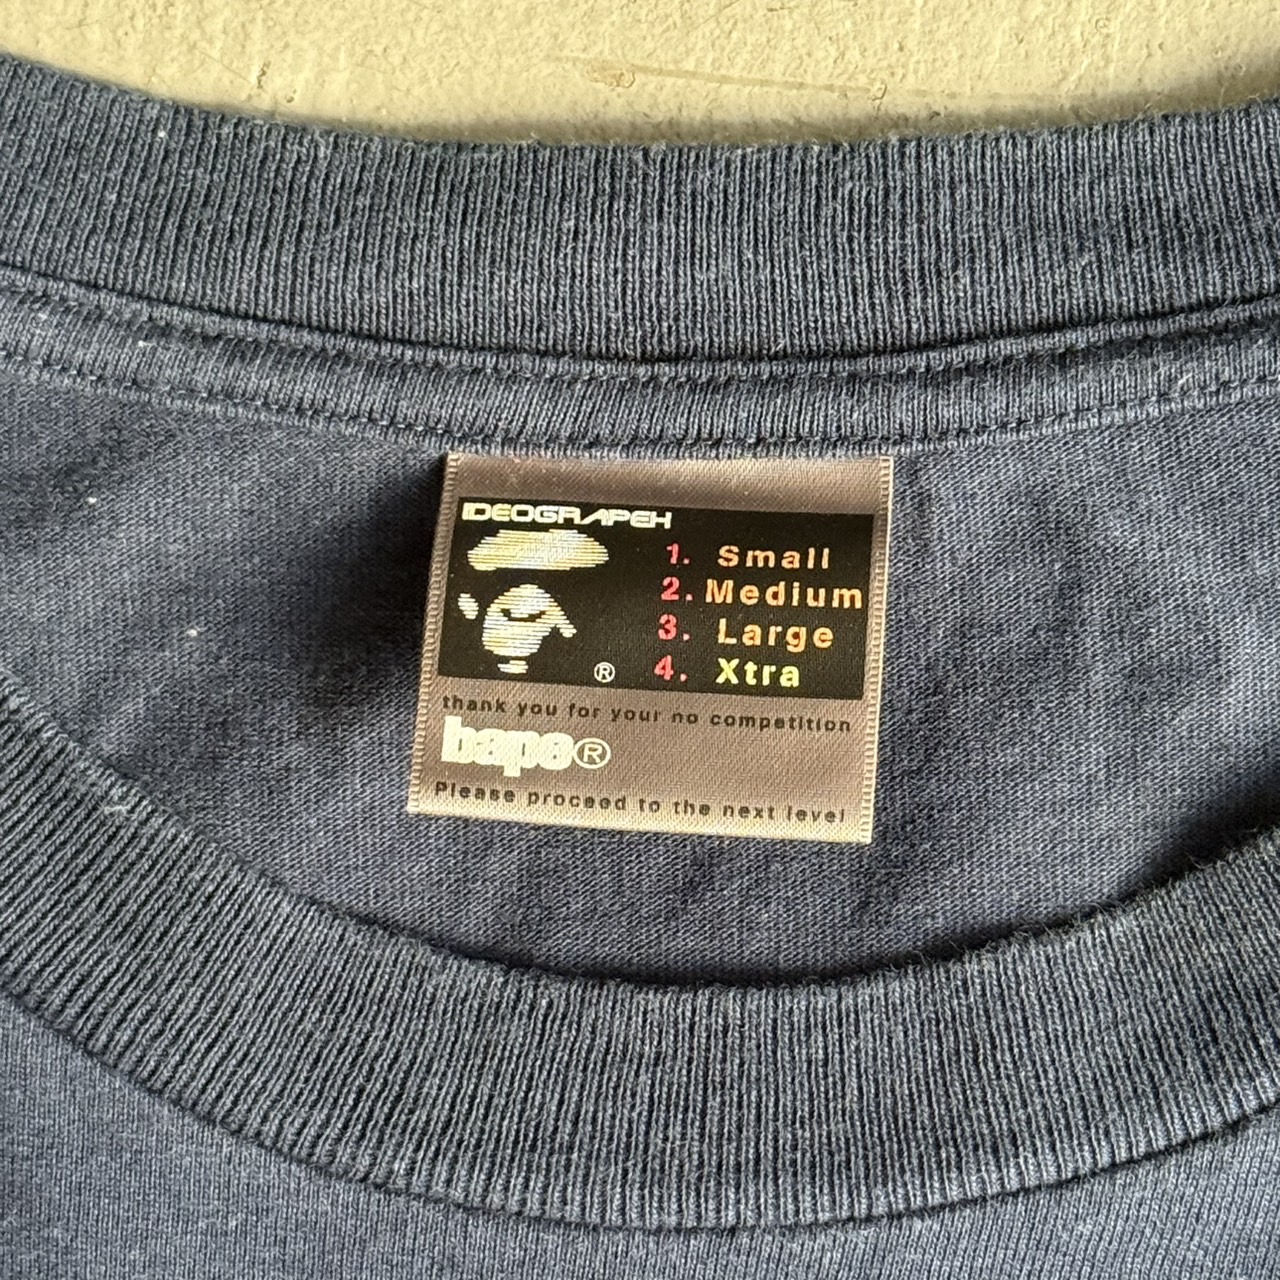 IDEOGRAPEH
1. Small
2. Medium
3. Large
4. Xtra
®
thank you for your no competition
bape®
Please proceed to the next level